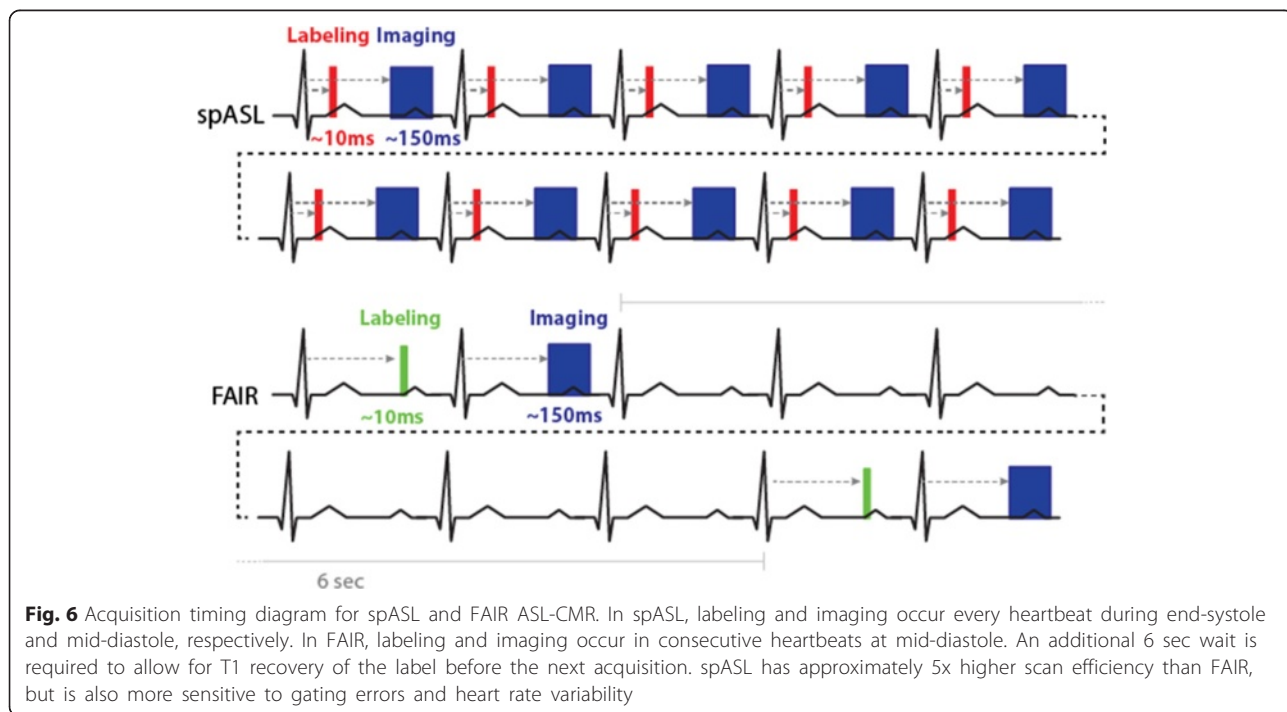 Labeling Imaging
spASL
~10ms ~150ms
Labeling Imaging
FAIR
~10ms ~150ms
6 sec
Fig. 6 Acquisition timing diagram for spASL and FAIR ASL-CMR. In spASL, labeling and imaging occur every heartbeat during end-systole
and mid-diastole, respectively. In FAIR, labeling and imaging occur in consecutive heartbeats at mid-diastole. An additional 6 sec wait is
required to allow for T1 recovery of the label before the next acquisition. spASL has approximately 5x higher scan efficiency than FAIR,
but is also more sensitive to gating errors and heart rate variability